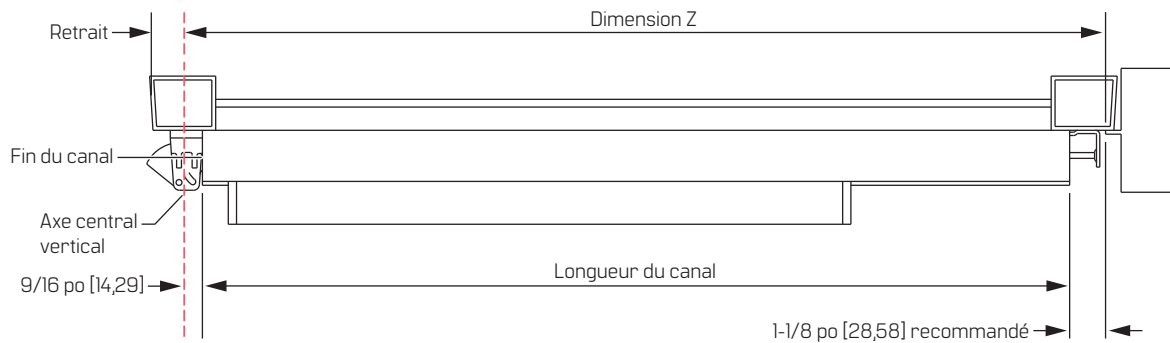 Dimension Z
Retrait
Fin du canal
Axe central
vertical
9/16 po [14,29]
Longueur du canal
1-1/8 po [28,58] recommandé